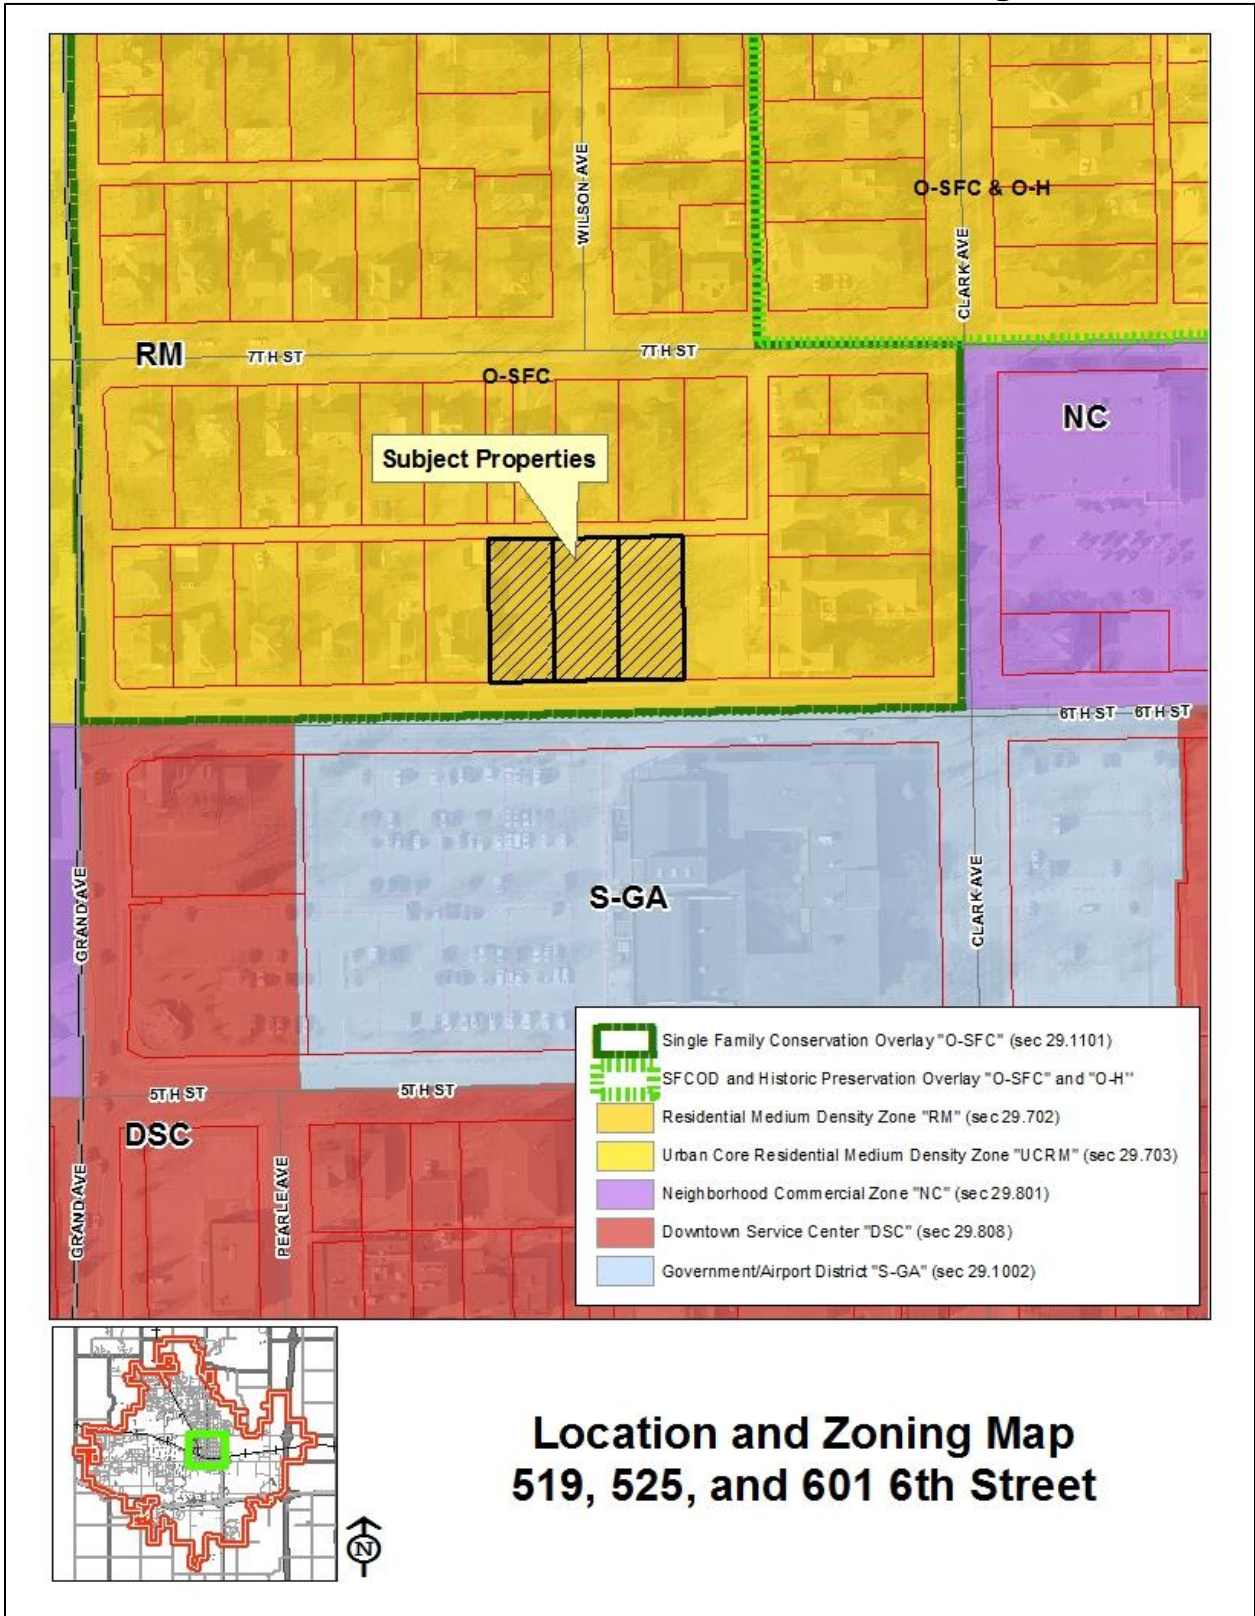 WILSON AVE
O-SFC & O-H
CLARK AVE
RM
7TH ST
7TH ST
O-SFC
NC
Subject Properties
6TH ST
6TH ST
GRAND AVE
S-GA
CLARK AVE
5TH ST
5TH ST
DSC
GRAND AVE
PEARLE AVE
Single Family Conservation Overlay "O-SFC" (sec 29.1101)
SFCOD and Historic Preservation Overlay "O-SFC" and "O-H"
Residential Medium Density Zone "RM" (sec 29.702)
Urban Core Residential Medium Density Zone "UCRM" (sec 29.703)
Neighborhood Commercial Zone "NC" (sec 29.801)
Downtown Service Center "DSC" (sec 29.808)
Government/Airport District "S-GA" (sec 29.1002)
Location and Zoning Map
519, 525, and 601 6th Street
N